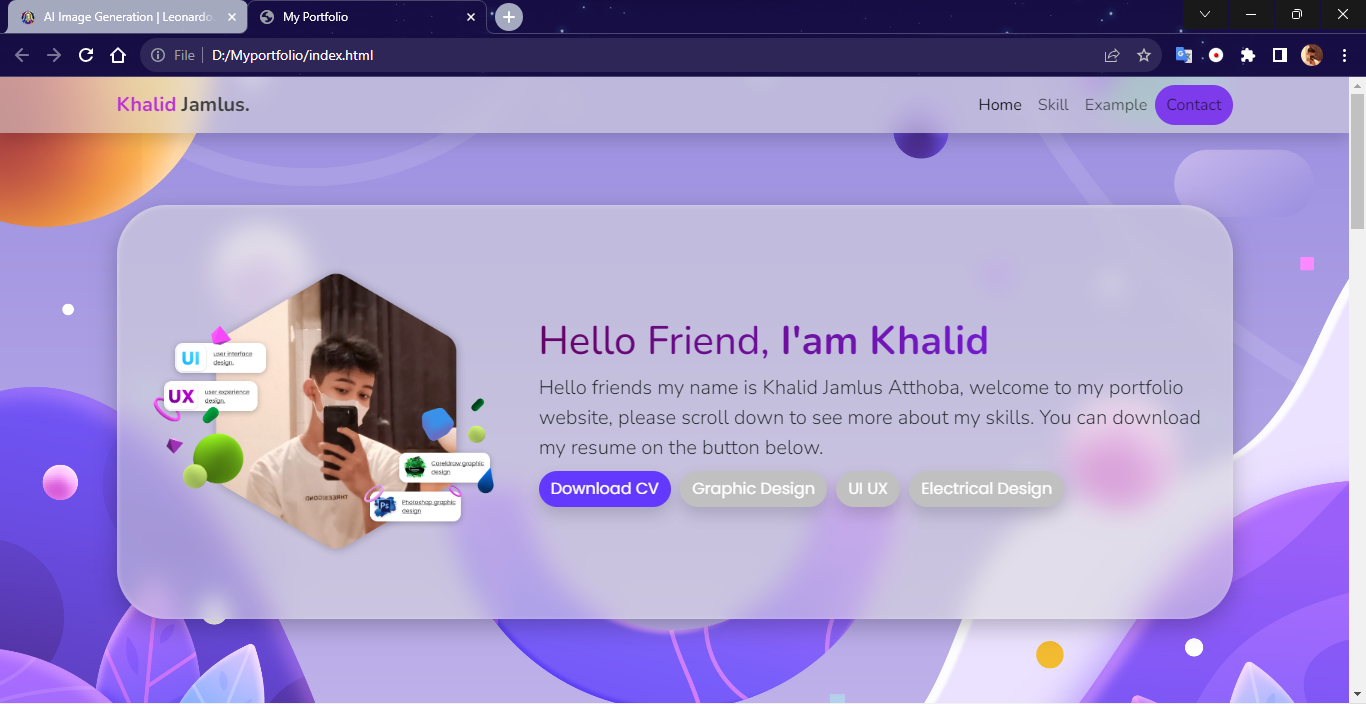 AI Image Generation | Leonardo
My Portfolio
File
D:/Myportfolio/index.html
Khalid Jamlus.
Home Skill Example Contact
UI user interface
design.
UX user experience
design.
Coreldraw graphic
design
Ps Photoshop graphic
design
Hello Friend, I'am Khalid
Hello friends my name is Khalid Jamlus Atthoba, welcome to my portfolio
website, please scroll down to see more about my skills. You can download
my resume on the button below.
Download CV Graphic Design UI UX Electrical Design